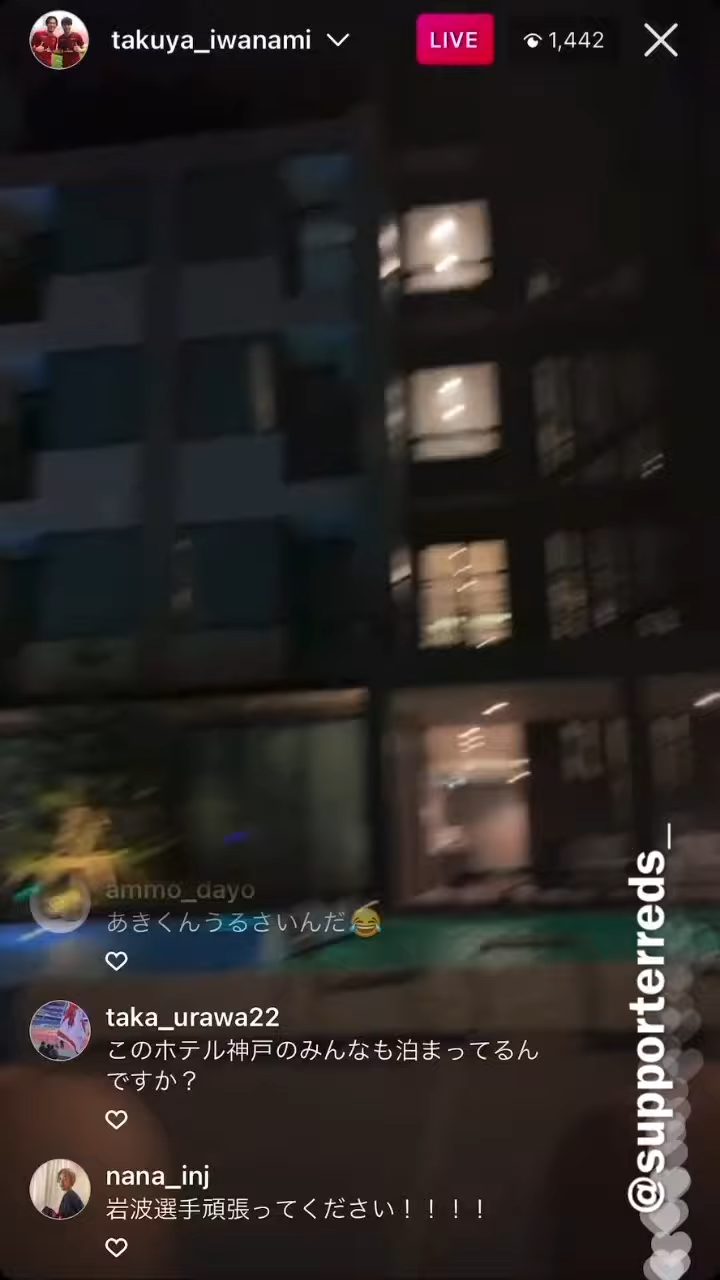 takuya_iwanami
LIVE
1,442
ammo_dayo
あきくんうるさいんだ😂
taka_urawa22
このホテル神戸のみんなも泊まってるん
ですか？
nana_inj
岩波選手頑張ってください！！！！
@supporterreds_